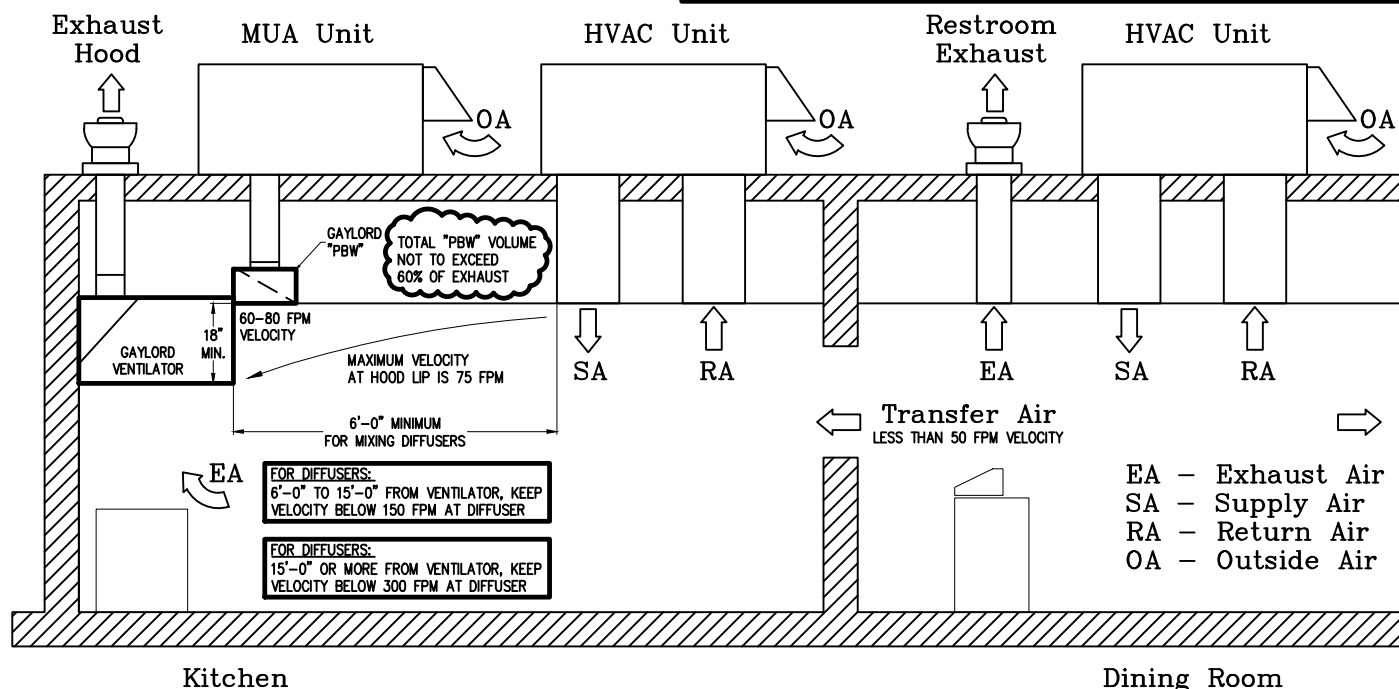 Exhaust
Hood
MUA Unit
HVAC Unit
Restroom
Exhaust
HVAC Unit
OA
OA
OA
GAYLORD
"PBW"
TOTAL "PBW" VOLUME
NOT TO EXCEED
60% OF EXHAUST
60-80 FPM
VELOCITY
18"
MIN.
GAYLORD
VENTILATOR
MAXIMUM VELOCITY
AT HOOD LIP IS 75 FPM
SA
RA
EA
SA
RA
6'-0" MINIMUM
FOR MIXING DIFFUSERS
Transfer Air
LESS THAN 50 FPM VELOCITY
EA
FOR DIFFUSERS:
6'-0" TO 15'-0" FROM VENTILATOR, KEEP
VELOCITY BELOW 150 FPM AT DIFFUSER
FOR DIFFUSERS:
15'-0" OR MORE FROM VENTILATOR, KEEP
VELOCITY BELOW 300 FPM AT DIFFUSER
EA - Exhaust Air
SA - Supply Air
RA - Return Air
OA - Outside Air
Kitchen
Dining Room